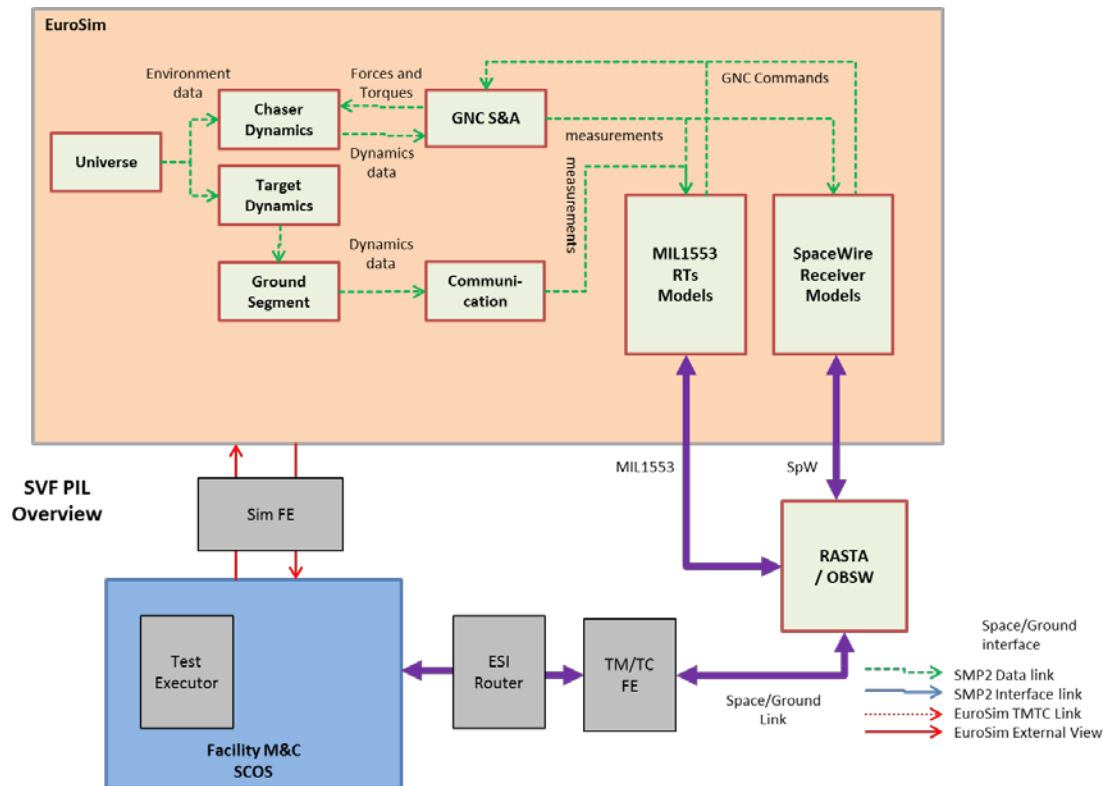 EuroSim
Environment
data
Forces and
Torques
GNC Commands
Chaser
Dynamics
GNC S&A
measurements
Universe
Dynamics
data
measurements
Target
Dynamics
MIL1553
RTs
Models
SpaceWire
Receiver
Models
Dynamics
data
Ground
Segment
Communi-
cation
MIL1553
SpW
SVF PIL
Overview
Sim FE
RASTA
/ OBSW
Test
Executor
ESI
Router
TM/TC
FE
Space/Ground
Link
Facility M&C
SCOS
Space/Ground
interface
SMP2 Data link
SMP2 Interface link
EuroSim TMTC Link
EuroSim External View